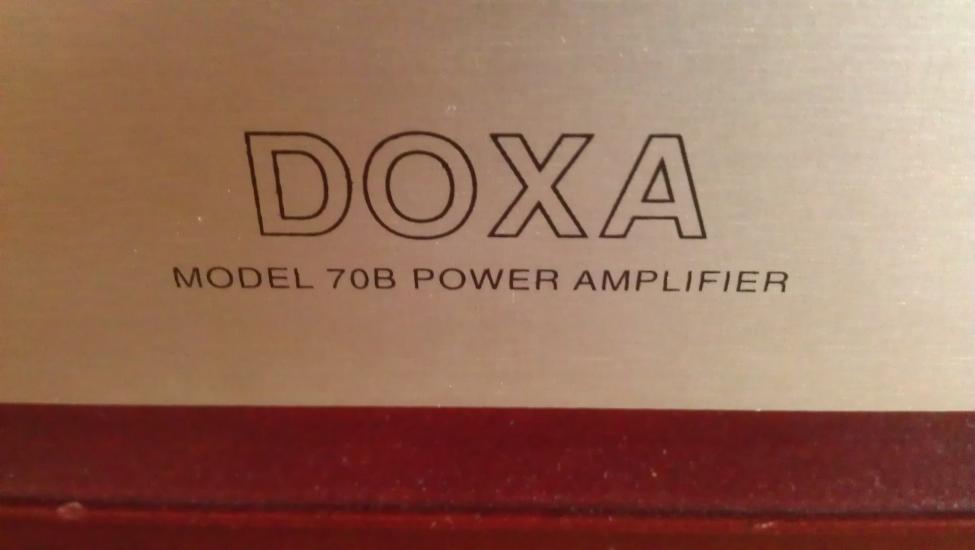 DOXA
MODEL 70B POWER AMPLIFIER